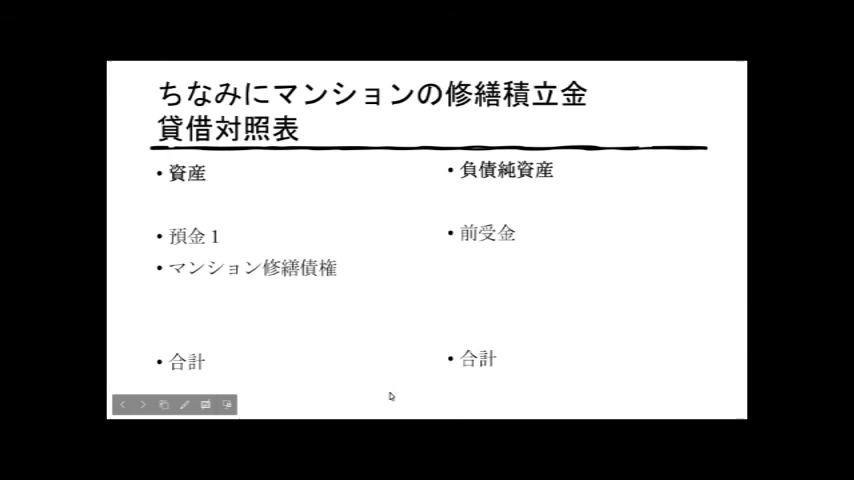 ちなみにマンションの修繕積立金
貸借対照表
• 資産
• 預金１
• マンション修繕債権
• 合計
• 負債純資産
• 前受金
• 合計